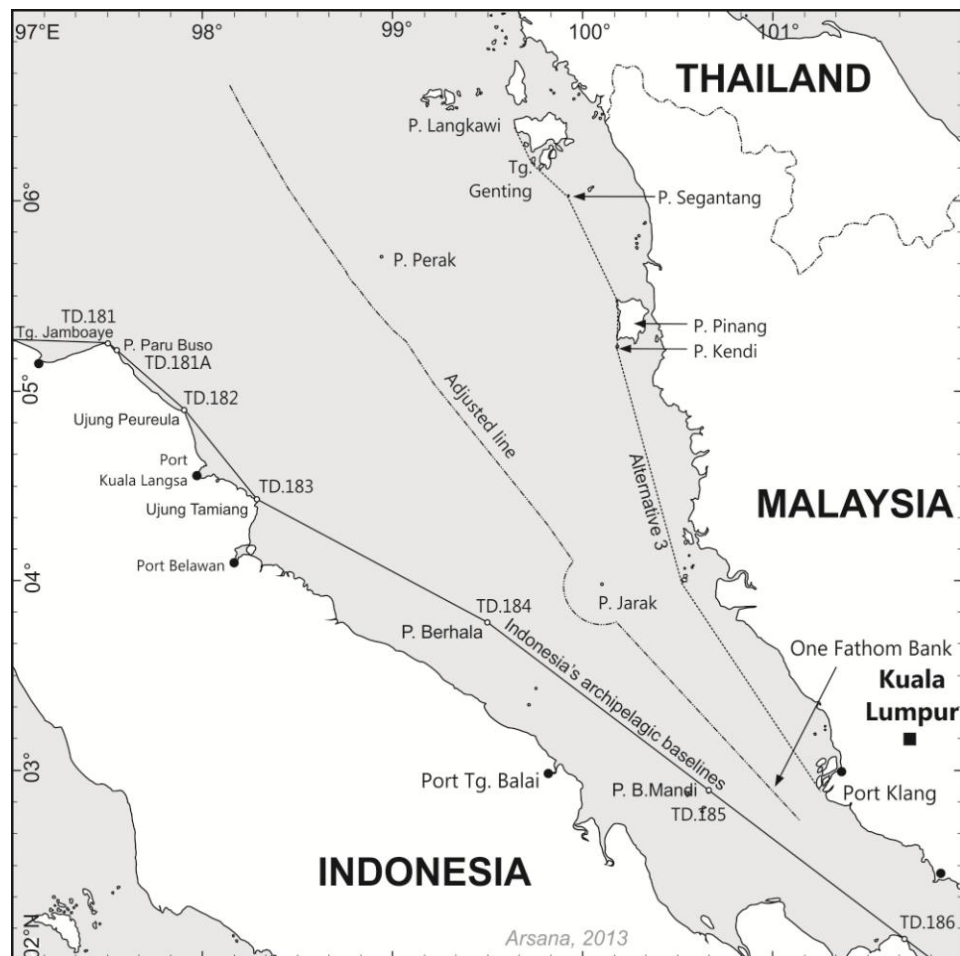 97°E
98°
99°
100°
101°
THAILAND
P. Langkawi
Tg.
Genting
P. Segantang
06°
P. Perak
TD.181
Tg. Jamboaye
P. Paru Buso
TD.181A
P. Pinang
P. Kendi
05°
TD.182
Ujung Peureula
Adjusted line
Port
Kuala Langsa
TD.183
Ujung Tamiang
Alternative 3
MALAYSIA
Port Belawan
04°
TD.184
P. Berhala
P. Jarak
Indonesia's archipelagic baselines
One Fathom Bank
Kuala
Lumpur
03°
Port Tg. Balai
P. B.Mandi
TD.185
Port Klang
INDONESIA
TD.186
02°N
Arsana, 2013